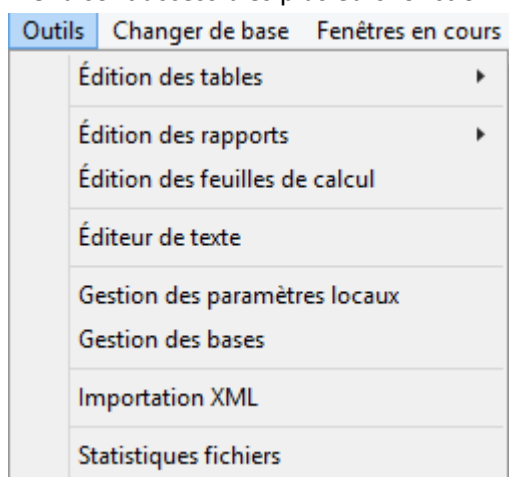 Outils Changer de base Fenêtres en cours
Édition des tables
Édition des rapports
Édition des feuilles de calcul
Éditeur de texte
Gestion des paramètres locaux
Gestion des bases
Importation XML
Statistiques fichiers